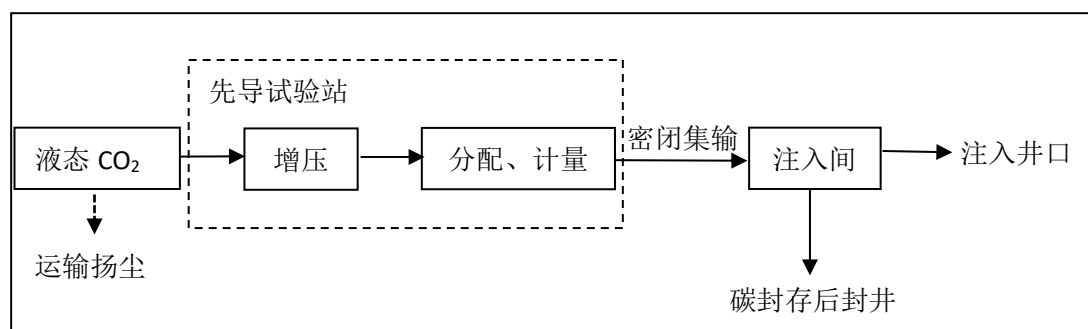 先导试验站
液态 CO₂
增压
分配、计量
密闭集输
注入间
注入井口
运输扬尘
碳封存后封井